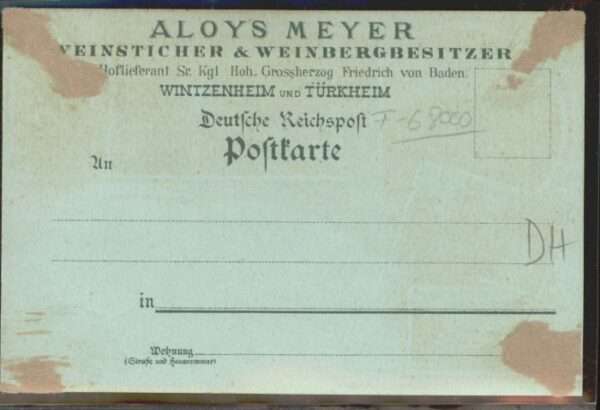 ALOYS MEYER
WEINSTICHER & WEINBERGBESITZER
Hoflieferant Sr. Kgl. Hoh. Grossherzog Friedrich von Baden.
WINTZENHEIM UND TÜRKHEIM
Deutsche Reichspost
Postkarte
An
DH
in
Wohnung
(Straße und Hausnummer)